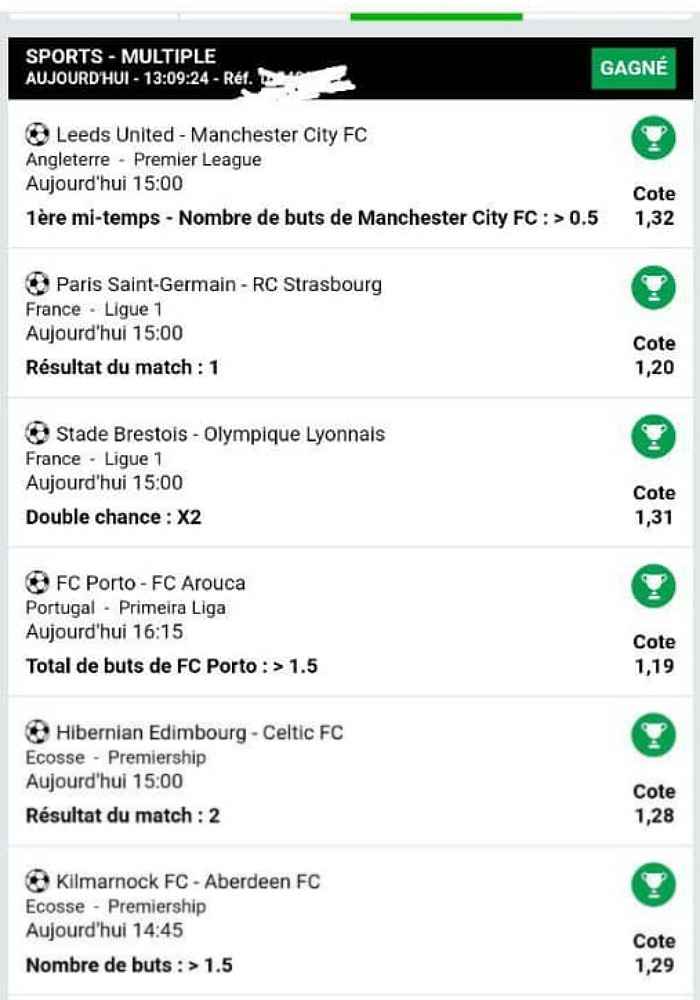 SPORTS - MULTIPLE
GAGNÉ
AUJOURD'HUI - 13:09:24 - Réf.
Leeds United - Manchester City FC
Angleterre - Premier League
Aujourd'hui 15:00
Cote
1ère mi-temps - Nombre de buts de Manchester City FC : > 0.5
1,32
Paris Saint-Germain - RC Strasbourg
France - Ligue 1
Aujourd'hui 15:00
Cote
Résultat du match : 1
1,20
Stade Brestois - Olympique Lyonnais
France - Ligue 1
Aujourd'hui 15:00
Cote
Double chance : X2
1,31
FC Porto - FC Arouca
Portugal - Primeira Liga
Aujourd'hui 16:15
Cote
Total de buts de FC Porto : > 1.5
1,19
Hibernian Edimbourg - Celtic FC
Ecosse - Premiership
Aujourd'hui 15:00
Cote
Résultat du match : 2
1,28
Kilmarnock FC - Aberdeen FC
Ecosse - Premiership
Aujourd'hui 14:45
Cote
Nombre de buts : > 1.5
1,29